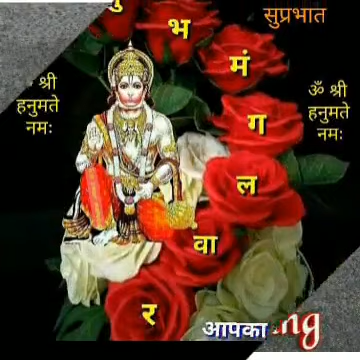 सुप्रभात
भ
मं
ग
ल
वा
र
श्री
हनुमते
नमः
ॐ श्री
हनुमते
नमः
आपका